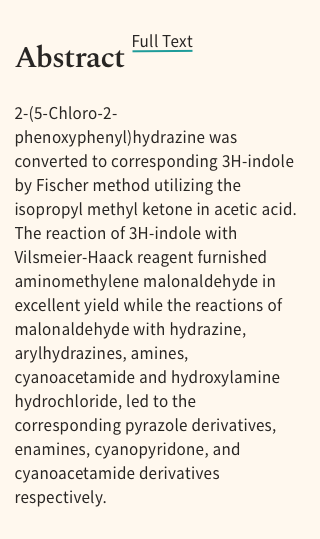 Abstract Full Text
2-(5-Chloro-2-
phenoxyphenyl)hydrazine was
converted to corresponding 3H-indole
by Fischer method utilizing the
isopropyl methyl ketone in acetic acid.
The reaction of 3H-indole with
Vilsmeier-Haack reagent furnished
aminomethylene malonaldehyde in
excellent yield while the reactions of
malonaldehyde with hydrazine,
arylhydrazines, amines,
cyanoacetamide and hydroxylamine
hydrochloride, led to the
corresponding pyrazole derivatives,
enamines, cyanopyridone, and
cyanoacetamide derivatives
respectively.